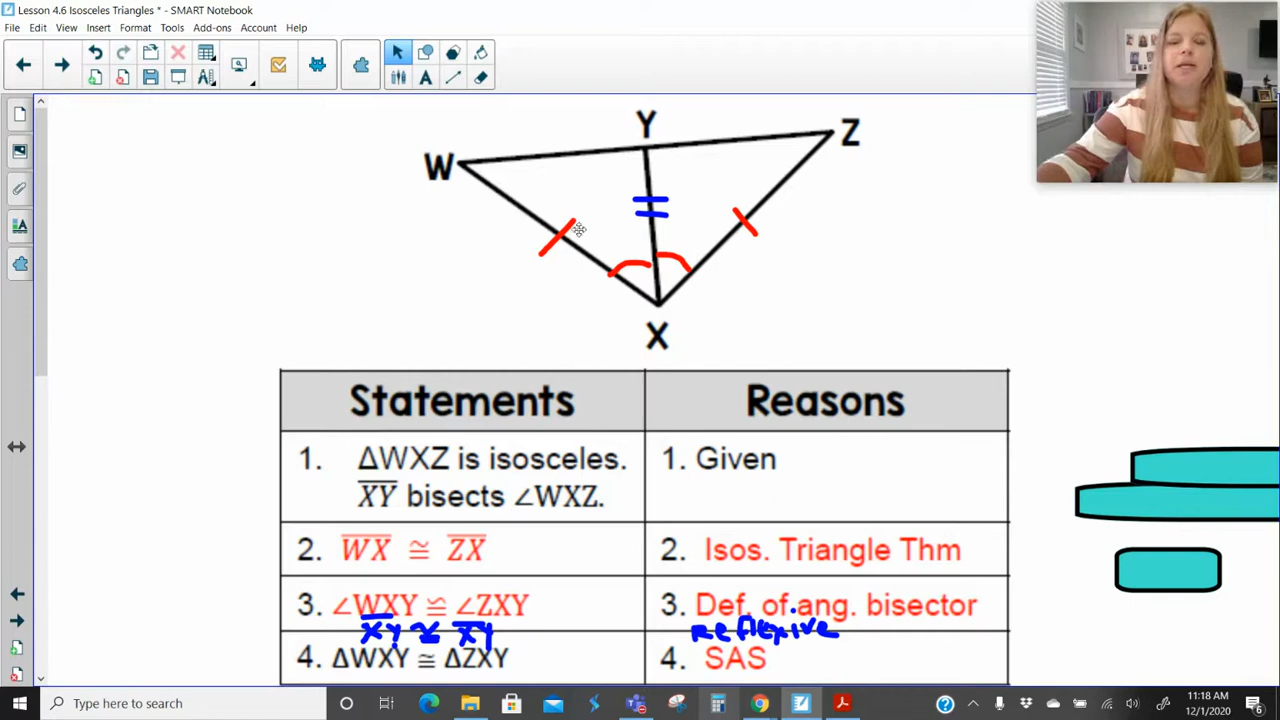 Lesson 4.6 Isosceles Triangles * - SMART Notebook
File Edit View Insert Format Tools Add-ons Account Help
Y
Z
W
X
Statements Reasons
1. ΔWXZ is isosceles. 1. Given
XY bisects ∠WXZ.
2. WX ≅ ZX 2. Isos. Triangle Thm
3. ∠WXY ≅ ∠ZXY 3. Def. of ang. bisector
XY ≅ XY reflexive
4. ΔWXY ≅ ΔZXY 4. SAS
Type here to search
11:18 AM
12/1/2020
6